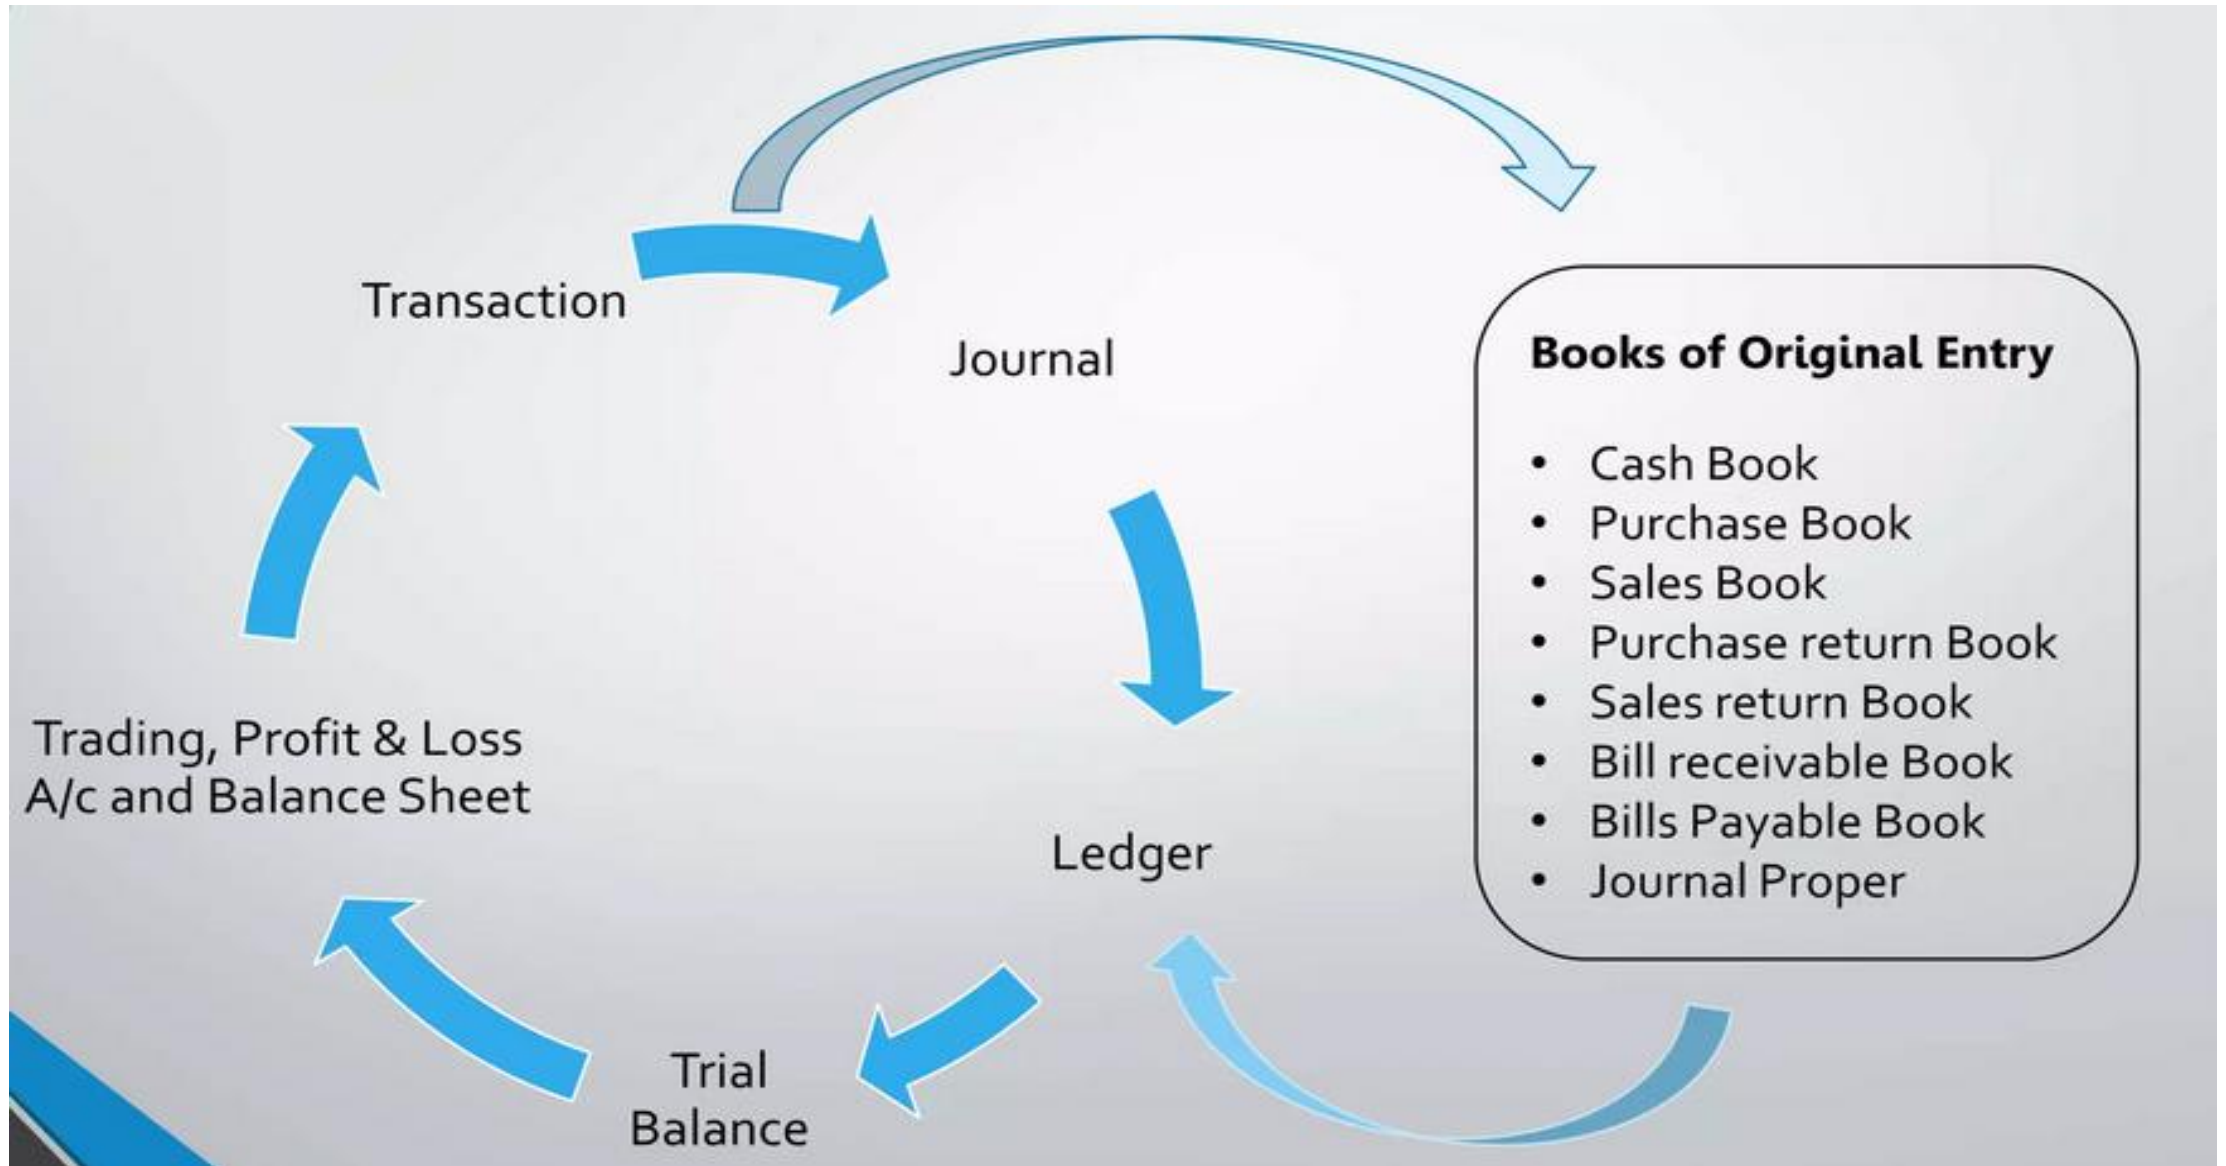 Transaction
Journal
Ledger
Trial
Balance
Trading, Profit & Loss
A/c and Balance Sheet
Books of Original Entry
• Cash Book
• Purchase Book
• Sales Book
• Purchase return Book
• Sales return Book
• Bill receivable Book
• Bills Payable Book
• Journal Proper